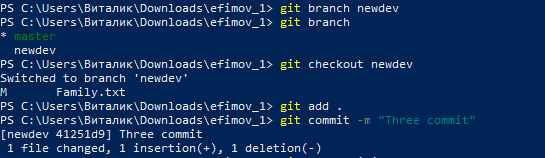 PS C:\Users\Виталик\Downloads\efimov_1> git branch newdev
PS C:\Users\Виталик\Downloads\efimov_1> git branch
* master
  newdev
PS C:\Users\Виталик\Downloads\efimov_1> git checkout newdev
Switched to branch 'newdev'
M       Family.txt
PS C:\Users\Виталик\Downloads\efimov_1> git add .
PS C:\Users\Виталик\Downloads\efimov_1> git commit -m "Three commit"
[newdev 41251d9] Three commit
 1 file changed, 1 insertion(+), 1 deletion(-)